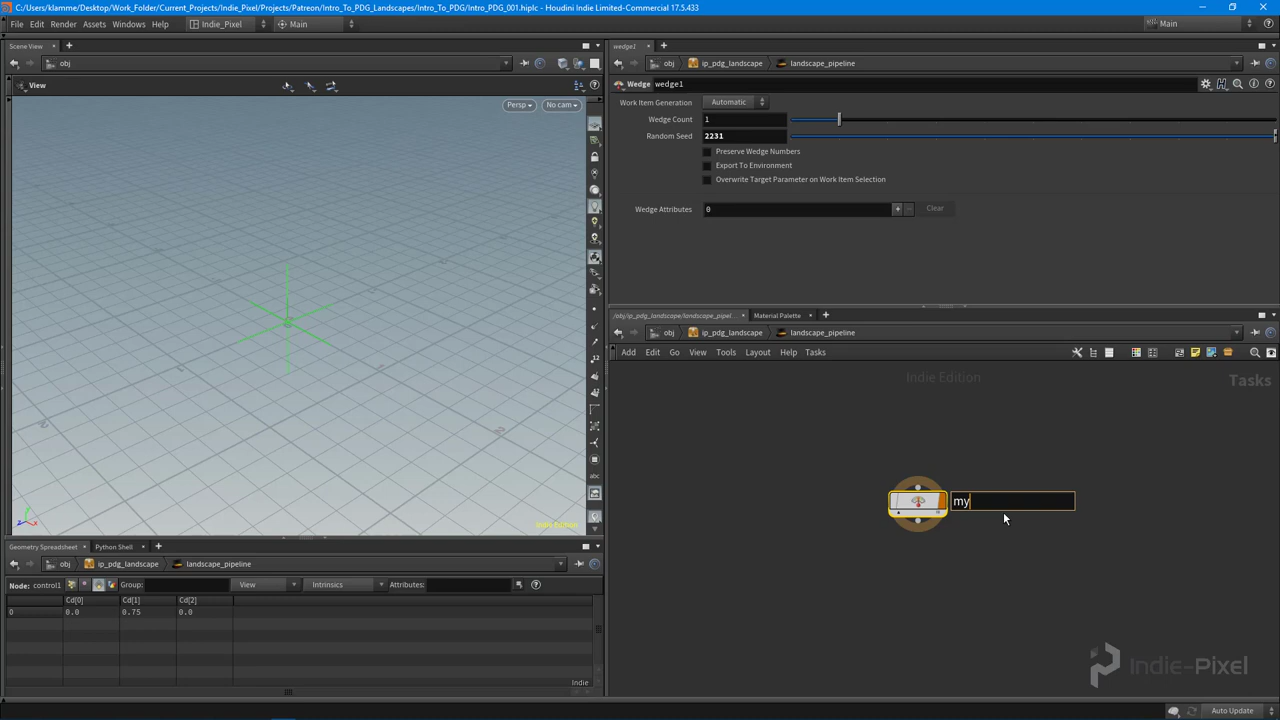 C:/Users/klamme/Desktop/Work_Folder/Current_Projects/Indie_Pixel/Projects/Patreon/Intro_To_PDG_Landscapes/Intro_To_PDG/Intro_PDG_001.hiplc - Houdini Indie Limited-Commercial 17.5.433
File Edit Render Assets Windows Help Indie_Pixel Main Main
Scene View
obj
View
Persp No cam
Indie Edition
Geometry Spreadsheet Python Shell
obj ip_pdg_landscape landscape_pipeline
Node: control1 Group: View Intrinsics Attributes:
Cd[0] Cd[1] Cd[2]
0 0.0 0.75 0.0
Indie
wedge1
obj ip_pdg_landscape landscape_pipeline
Wedge wedge1
Work Item Generation Automatic
Wedge Count 1
Random Seed 2231
Preserve Wedge Numbers
Export To Environment
Overwrite Target Parameter on Work Item Selection
Wedge Attributes 0 Clear
/obj/ip_pdg_landscape/landscape_pipel... Material Palette
obj ip_pdg_landscape landscape_pipeline
Add Edit Go View Tools Layout Help Tasks
Indie Edition
Tasks
my
Indie-Pixel
Auto Update